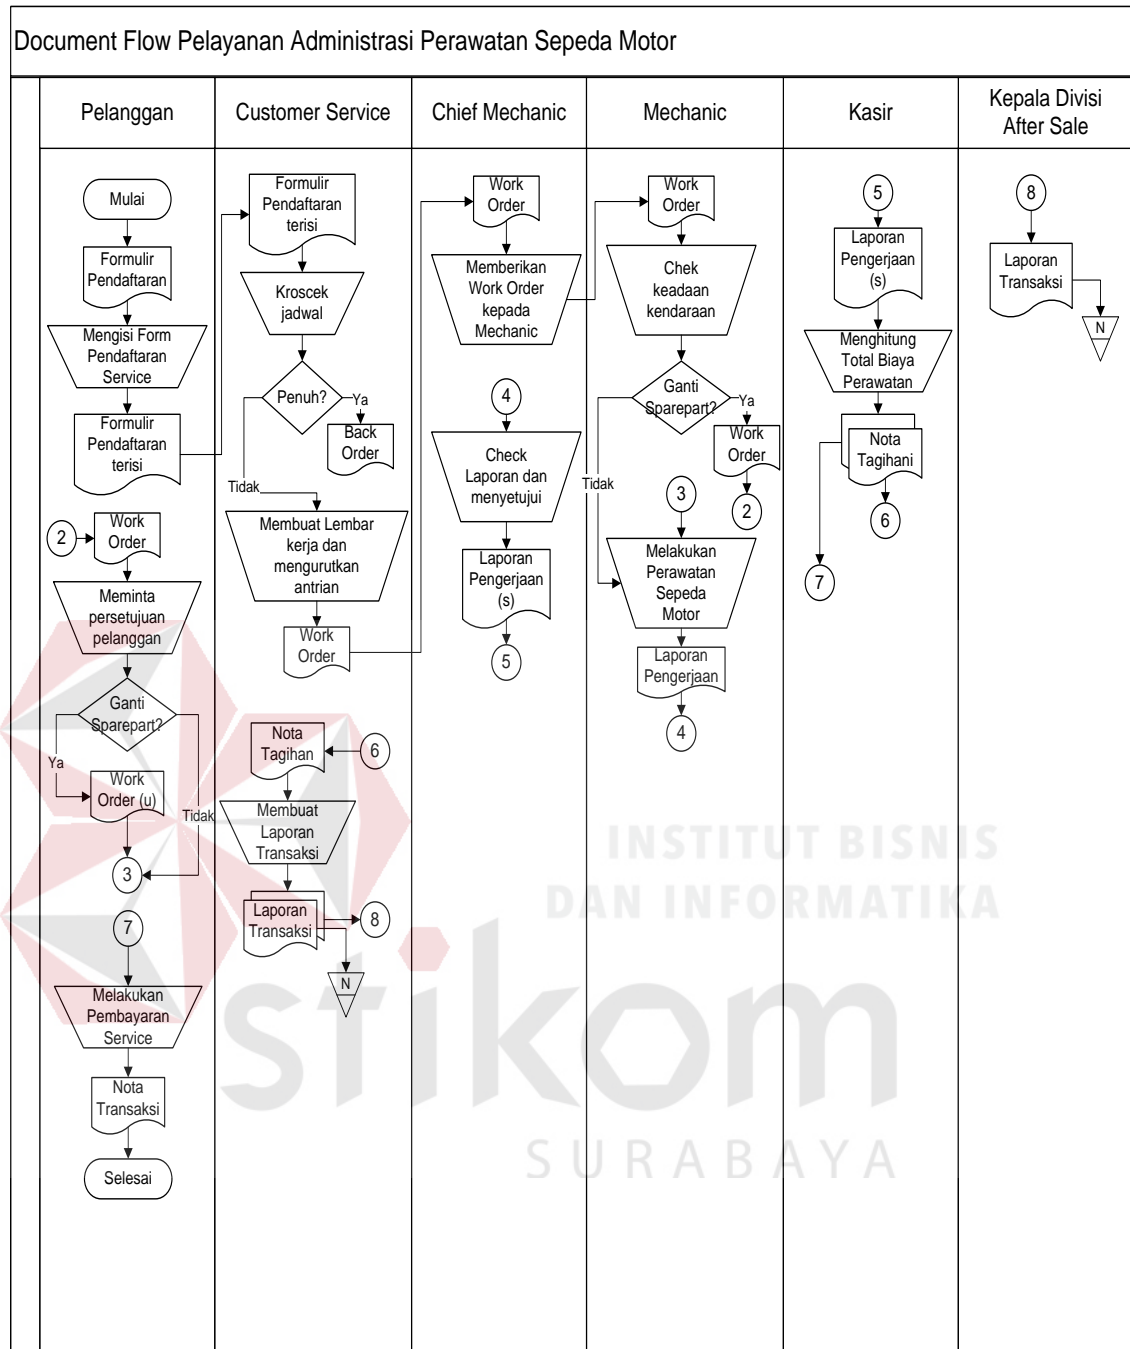 Document Flow Pelayanan Administrasi Perawatan Sepeda Motor
Pelanggan
Customer Service
Chief Mechanic
Mechanic
Kasir
Kepala Divisi
After Sale
Mulai
Formulir
Pendaftaran
Mengisi Form
Pendaftaran
Service
Formulir
Pendaftaran
terisi
2
Work
Order
Meminta
persetujuan
pelanggan
Ganti
Sparepart?
Ya
Work
Order (u)
Tidak
3
7
Melakukan
Pembayaran
Service
Nota
Transaksi
Selesai
Formulir
Pendaftaran
terisi
Kroscek
jadwal
Penuh?
Ya
Back
Order
Tidak
Membuat Lembar
kerja dan
mengurutkan
antrian
Work
Order
Nota
Tagihan
6
Membuat
Laporan
Transaksi
Laporan
Transaksi
8
N
Work
Order
Memberikan
Work Order
kepada
Mechanic
4
Check
Laporan dan
menyetujui
Laporan
Pengerjaan
(s)
5
Work
Order
Chek
keadaan
kendaraan
Ganti
Sparepart?
Ya
Work
Order
2
Tidak
3
Melakukan
Perawatan
Sepeda
Motor
Laporan
Pengerjaan
4
5
Laporan
Pengerjaan
(s)
Menghitung
Total Biaya
Perawatan
Nota
Tagihani
6
7
8
Laporan
Transaksi
N
INSTITUT BISNIS
DAN INFORMATIKA
stikom
SURABAYA